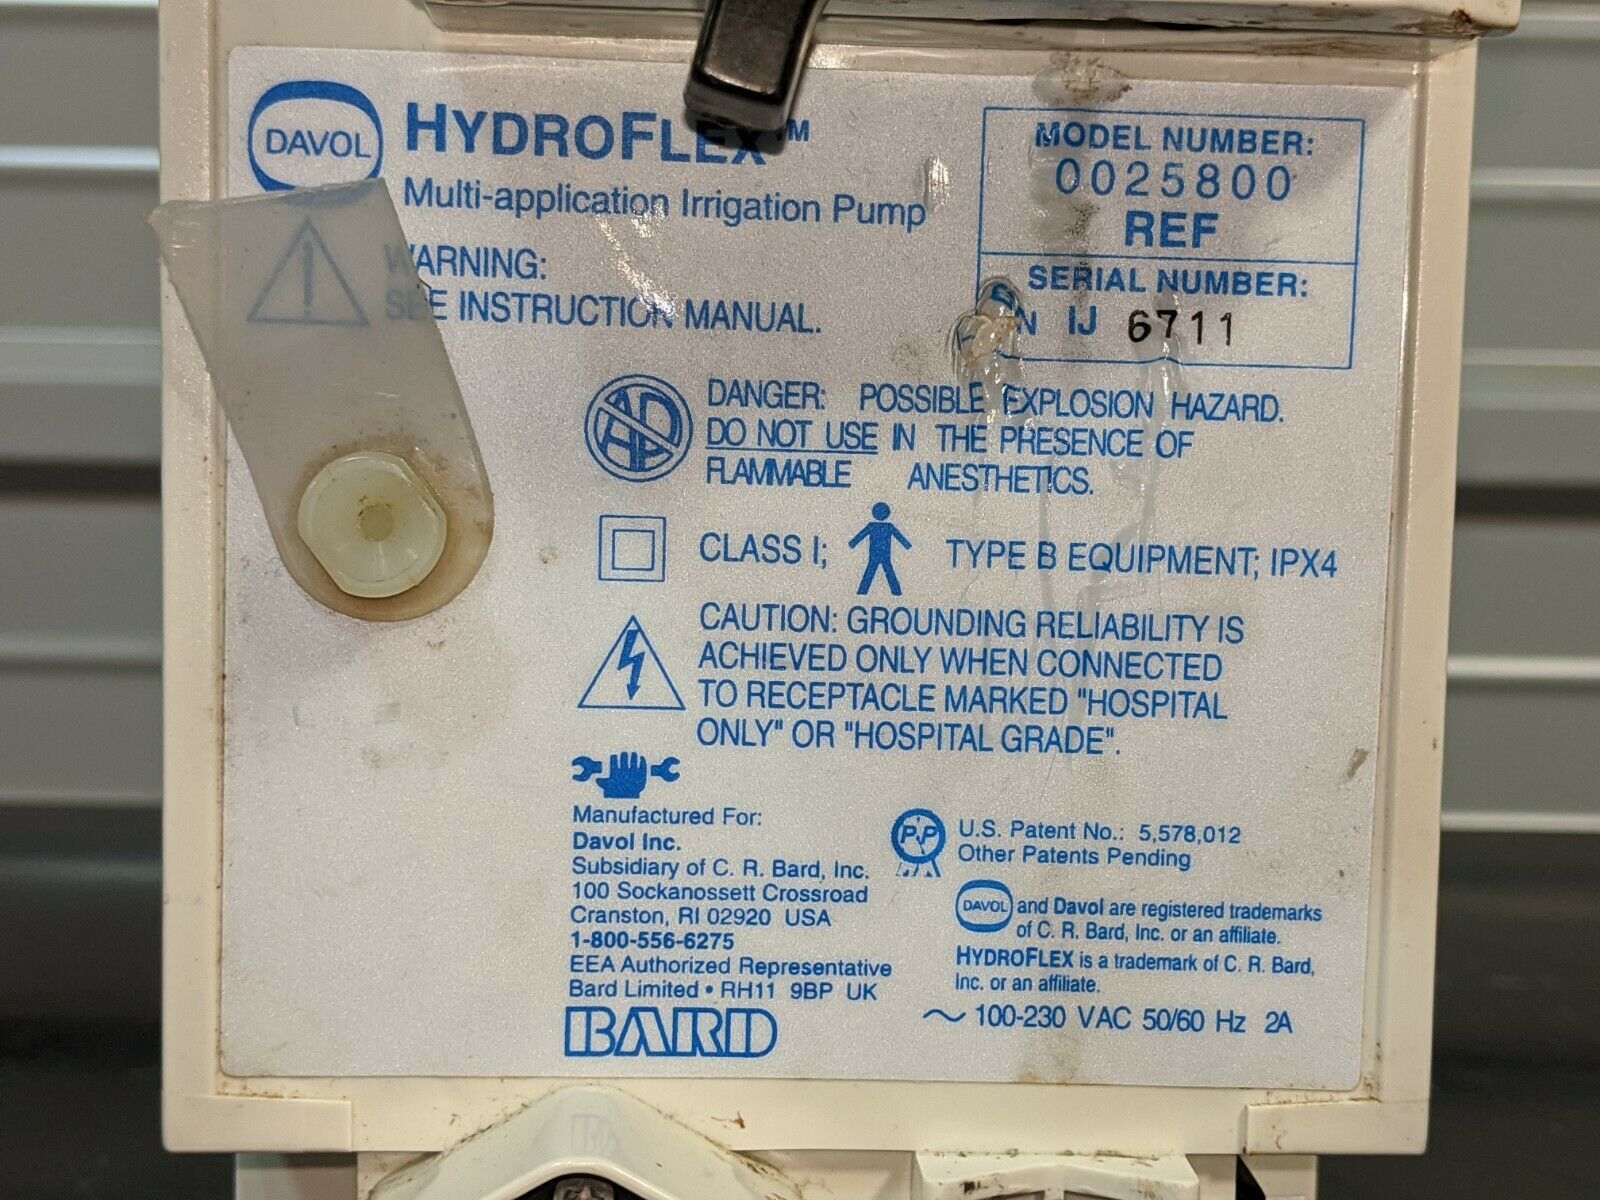 DAVOL
HYDROFLEX™
Multi-application Irrigation Pump
WARNING:
SEE INSTRUCTION MANUAL.
MODEL NUMBER:
0025800
REF
SERIAL NUMBER:
N IJ 6711
DANGER: POSSIBLE EXPLOSION HAZARD.
DO NOT USE IN THE PRESENCE OF
FLAMMABLE ANESTHETICS.
CLASS I;
TYPE B EQUIPMENT; IPX4
CAUTION: GROUNDING RELIABILITY IS
ACHIEVED ONLY WHEN CONNECTED
TO RECEPTACLE MARKED "HOSPITAL
ONLY" OR "HOSPITAL GRADE".
Manufactured For:
Davol Inc.
Subsidiary of C. R. Bard, Inc.
100 Sockanossett Crossroad
Cranston, RI 02920 USA
1-800-556-6275
EEA Authorized Representative
Bard Limited • RH11 9BP UK
BARD
PVP
U.S. Patent No.: 5,578,012
Other Patents Pending
DAVOL and Davol are registered trademarks
of C. R. Bard, Inc. or an affiliate.
HYDROFLEX is a trademark of C. R. Bard,
Inc. or an affiliate.
~ 100-230 VAC 50/60 Hz 2A